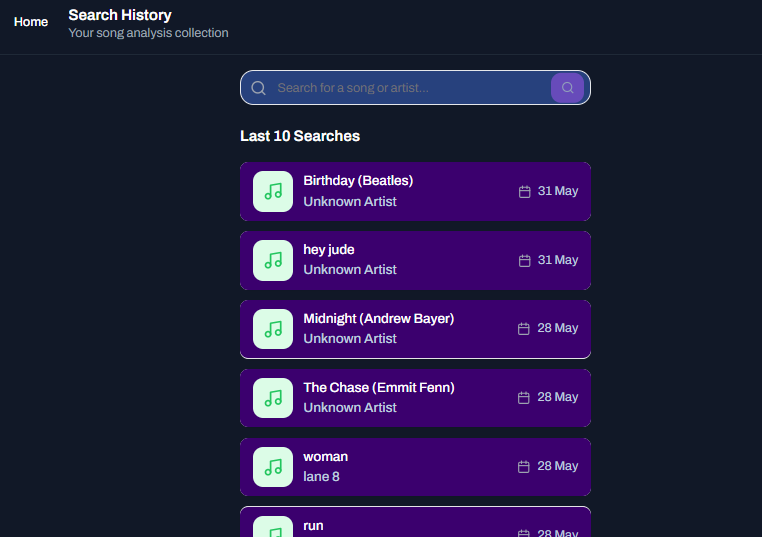 Home
Search History
Your song analysis collection
Search for a song or artist...
Last 10 Searches
Birthday (Beatles)
Unknown Artist
31 May
hey jude
Unknown Artist
31 May
Midnight (Andrew Bayer)
Unknown Artist
28 May
The Chase (Emmit Fenn)
Unknown Artist
28 May
woman
lane 8
28 May
run
28 May